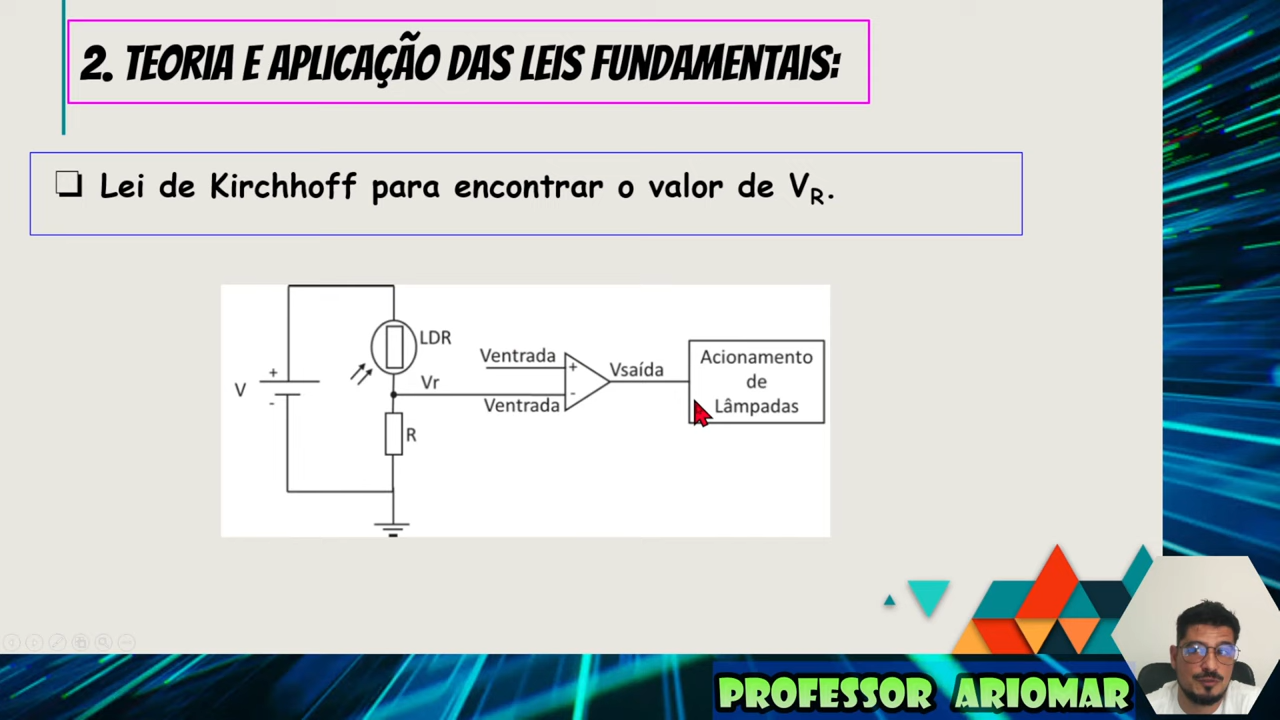 2. TEORIA E APLICAÇÃO DAS LEIS FUNDAMENTAIS:
❑ Lei de Kirchhoff para encontrar o valor de VR.
LDR
Ventrada
+
Vsaída
Acionamento
de
Lâmpadas
+
V
-
Vr
-
Ventrada
R
PROFESSOR ARIOMAR